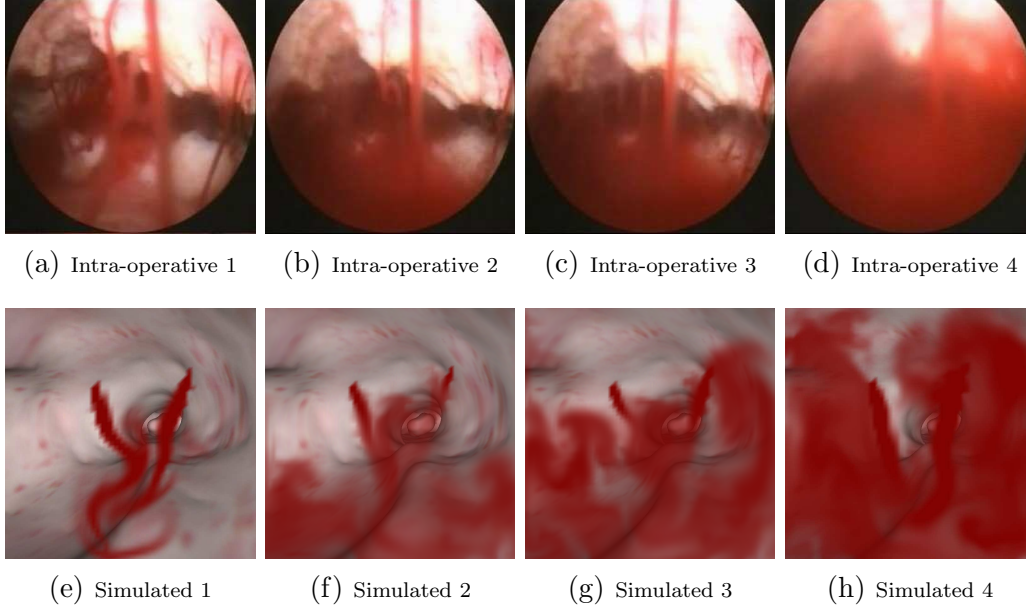 (a) Intra-operative 1
(b) Intra-operative 2
(c) Intra-operative 3
(d) Intra-operative 4
(e) Simulated 1
(f) Simulated 2
(g) Simulated 3
(h) Simulated 4